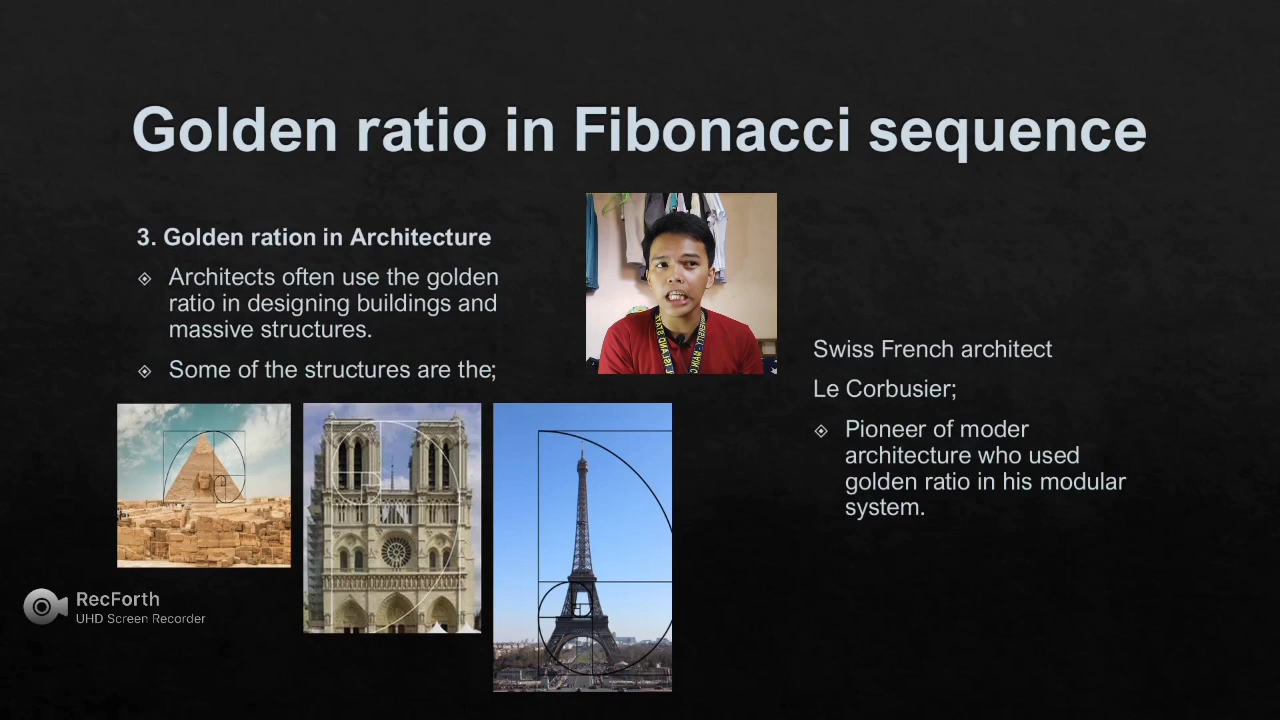 Golden ratio in Fibonacci sequence
3. Golden ration in Architecture
Architects often use the golden
ratio in designing buildings and
massive structures.
Some of the structures are the;
Swiss French architect
Le Corbusier;
Pioneer of moder
architecture who used
golden ratio in his modular
system.
RecForth
UHD Screen Recorder